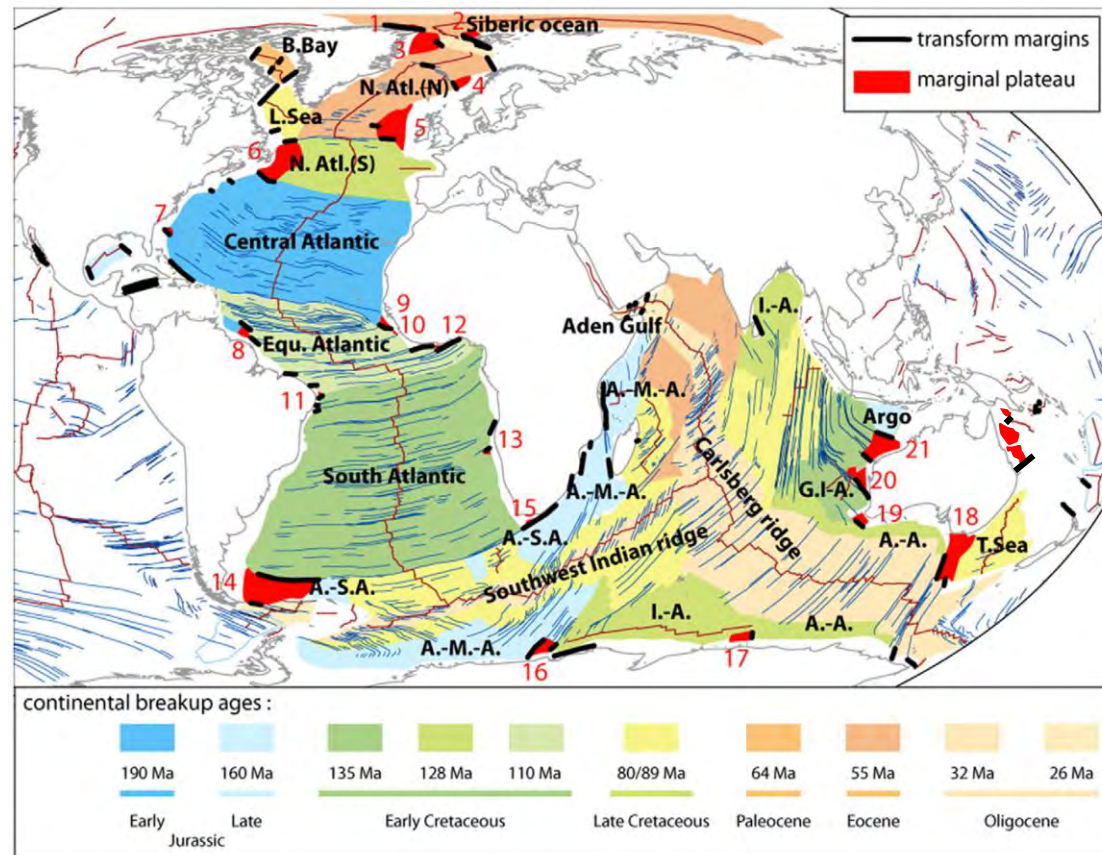 1
2
Siberic ocean
3
B.Bay
N. Atl.(N)
4
L.Sea
5
6
N. Atl.(S)
7
Central Atlantic
transform margins
marginal plateau
8
9
10
12
Equ. Atlantic
11
Aden Gulf
I.-A.
A.-M.-A.
Argo
21
13
South Atlantic
Carlsberg ridge
A.-M.-A.
G.I-A.
20
15
A.-S.A.
19
18
A.-A.
T.Sea
Southwest Indian ridge
14
A.-S.A.
I.-A.
A.-A.
A.-M.-A.
16
17
continental breakup ages :
190 Ma 160 Ma 135 Ma 128 Ma 110 Ma 80/89 Ma 64 Ma 55 Ma 32 Ma 26 Ma
Early Late Early Cretaceous Late Cretaceous Paleocene Eocene Oligocene
Jurassic